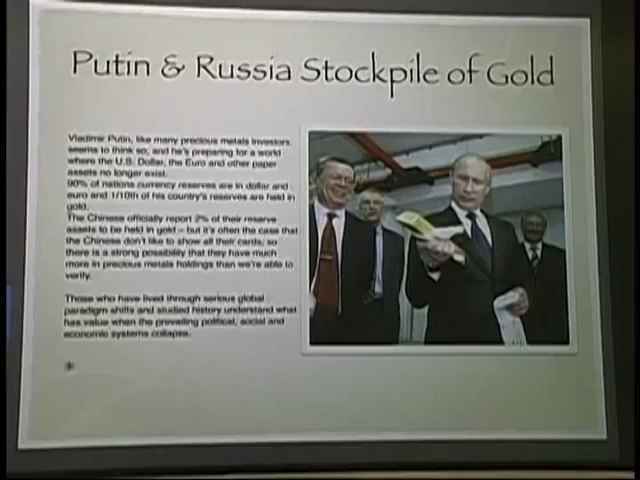 Putin & Russia Stockpile of Gold
Vladimir Putin, like many precious metals investors,
seems to think so, and he's preparing for a world
where the U.S. Dollar, the Euro and other paper
assets no longer exist.
90% of nations currency reserves are in dollar and
euro and 1/10th of his country's reserves are held in
gold.
The Chinese officially report 2% of their reserve
assets to be held in gold – but it's often the case that
the Chinese don't like to show all their cards, so
there is a strong possibility that they have much
more in precious metals holdings than we're able to
verify.
Those who have lived through serious global
paradigm shifts and studied history understand what
has value when the prevailing political, social and
economic systems collapse.